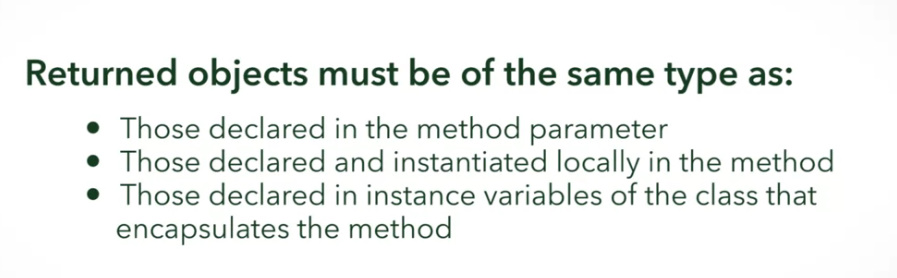 Returned objects must be of the same type as:
• Those declared in the method parameter
• Those declared and instantiated locally in the method
• Those declared in instance variables of the class that
encapsulates the method